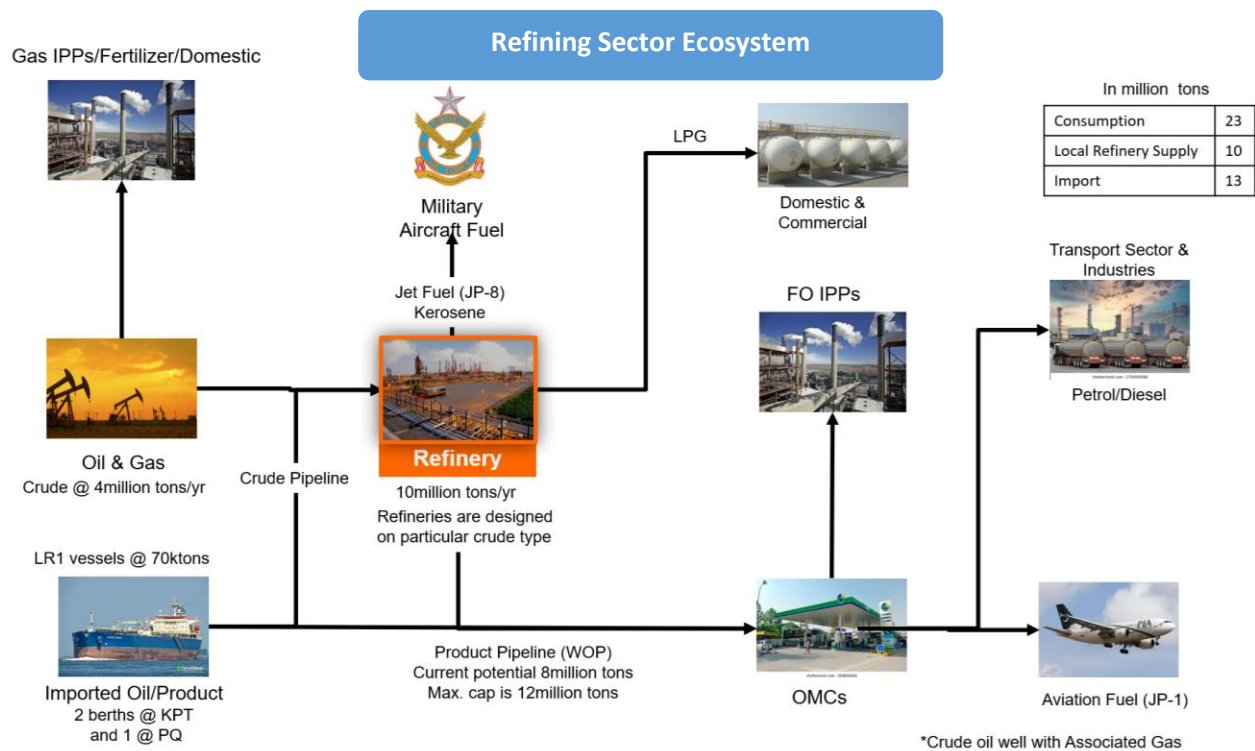 Refining Sector Ecosystem
Gas IPPs/Fertilizer/Domestic
In million tons
Consumption 23
Local Refinery Supply 10
Import 13
LPG
Military
Aircraft Fuel
Domestic &
Commercial
Jet Fuel (JP-8)
Kerosene
FO IPPs
Transport Sector &
Industries
Petrol/Diesel
Oil & Gas
Crude @ 4million tons/yr
Crude Pipeline
Refinery
10million tons/yr
Refineries are designed
on particular crude type
LR1 vessels @ 70ktons
Imported Oil/Product
2 berths @ KPT
and 1 @ PQ
Product Pipeline (WOP)
Current potential 8million tons
Max. cap is 12million tons
OMCs
PIA
Aviation Fuel (JP-1)
*Crude oil well with Associated Gas